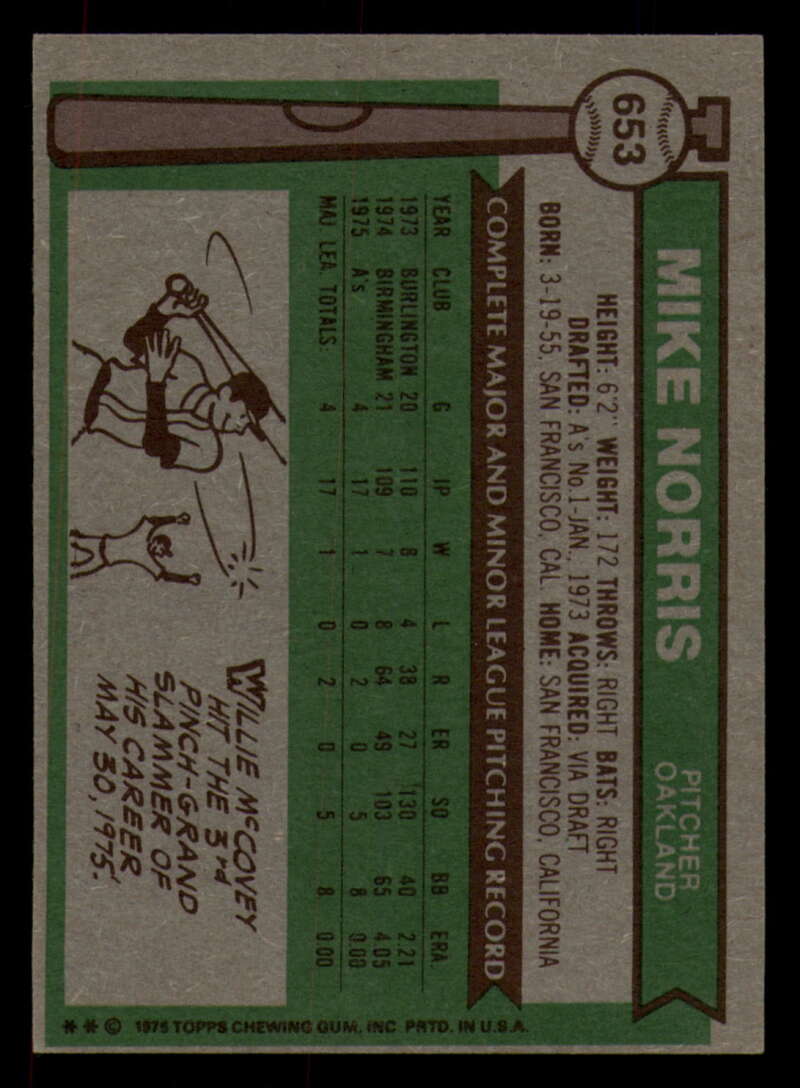 653
MIKE NORRIS
PITCHER
OAKLAND
HEIGHT: 6'2" WEIGHT: 172 THROWS: RIGHT BATS: RIGHT
DRAFTED: A's No.1-JAN., 1973 ACQUIRED: VIA DRAFT
BORN: 3-19-55, SAN FRANCISCO, CAL HOME: SAN FRANCISCO, CALIFORNIA
COMPLETE MAJOR AND MINOR LEAGUE PITCHING RECORD
YEAR CLUB G IP W L R ER SO BB ERA.
1973 BURLINGTON 20 110 8 4 38 27 130 40 2.21
1974 BIRMINGHAM 21 109 7 8 64 49 103 65 4.05
1975 A's 4 17 1 0 2 0 5 8 0.00
MAJ. LEA. TOTALS: 4 17 1 0 2 0 5 8 0.00
WILLIE McCOVEY
HIT THE 3rd
PINCH-GRAND
SLAMMER OF
HIS CAREER
MAY 30, 1975.
* * © 1976 TOPPS CHEWING GUM, INC. PRTD. IN U.S.A.